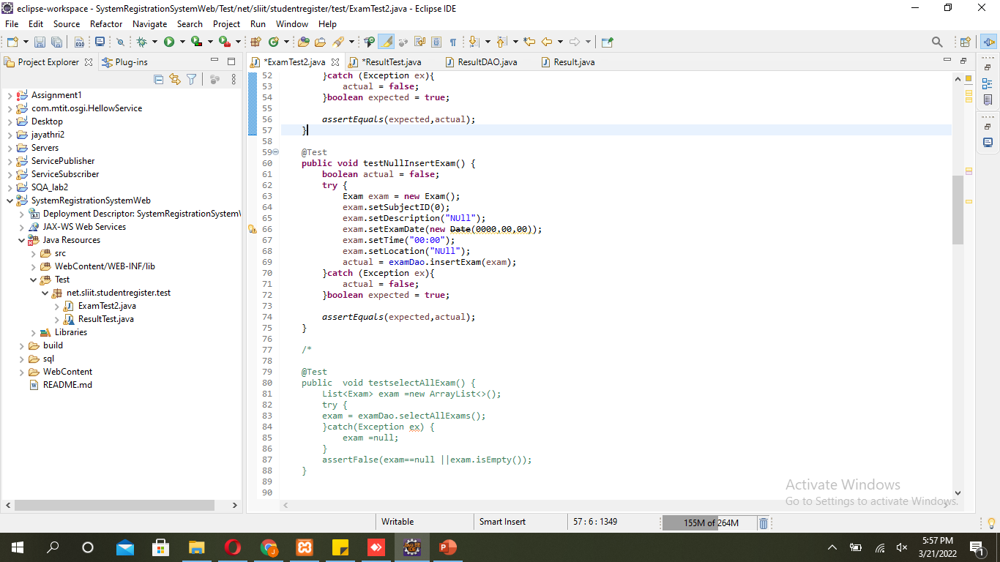 eclipse-workspace - SystemRegistrationSystemWeb/Test/net/sliit/studentregister/test/ExamTest2.java - Eclipse IDE
File Edit Source Refactor Navigate Search Project Run Window Help
Project Explorer Plug-ins
*ExamTest2.java *ResultTest.java ResultDAO.java Result.java
Assignment1
com.mtit.osgi.HellowService
Desktop
jayathri2
Servers
ServicePublisher
ServiceSubscriber
SQA_lab2
SystemRegistrationSystemWeb
Deployment Descriptor: SystemRegistrationSystem
JAX-WS Web Services
Java Resources
src
WebContent/WEB-INF/lib
Test
net.sliit.studentregister.test
ExamTest2.java
ResultTest.java
Libraries
build
sql
WebContent
README.md
52 }catch (Exception ex){
53 actual = false;
54 }boolean expected = true;
55
56 assertEquals(expected,actual);
57 }
58
59 @Test
60 public void testNullInsertExam() {
61 boolean actual = false;
62 try {
63 Exam exam = new Exam();
64 exam.setSubjectID(0);
65 exam.setDescription("NUll");
66 exam.setExamDate(new Date(0000,00,00));
67 exam.setTime("00:00");
68 exam.setLocation("NUll");
69 actual = examDao.insertExam(exam);
70 }catch (Exception ex){
71 actual = false;
72 }boolean expected = true;
73
74 assertEquals(expected,actual);
75 }
76
77 /*
78
79 @Test
80 public  void testselectAllExam() {
81 List<Exam> exam =new ArrayList<>();
82 try {
83 exam = examDao.selectAllExams();
84 }catch(Exception ex) {
85 exam =null;
86 }
87 assertFalse(exam==null ||exam.isEmpty());
88 }
89
90
Activate Windows
Go to Settings to activate Windows.
Writable Smart Insert 57 : 6 : 1349 155M of 264M
5:57 PM
3/21/2022
1